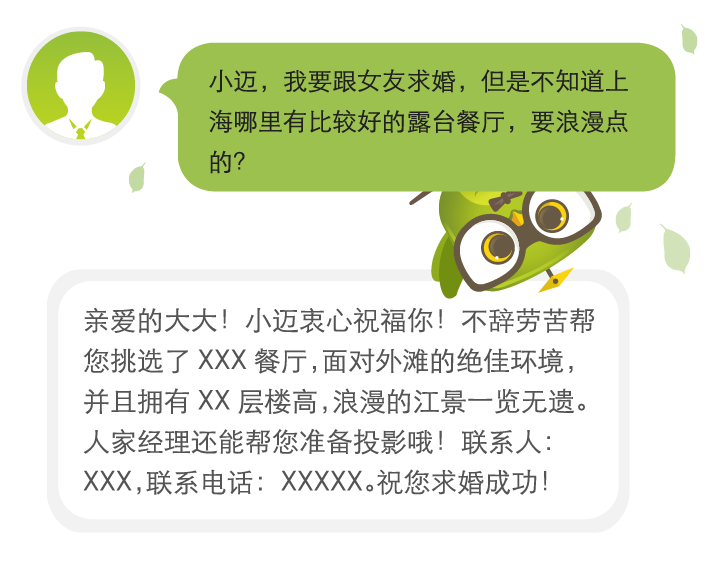 小迈，我要跟女友求婚，但是不知道上
海哪里有比较好的露台餐厅，要浪漫点
的？
亲爱的大大！小迈衷心祝福你！不辞劳苦帮
您挑选了 XXX 餐厅，面对外滩的绝佳环境，
并且拥有 XX 层楼高，浪漫的江景一览无遗。
人家经理还能帮您准备投影哦！联系人：
XXX，联系电话：XXXXX。祝您求婚成功！